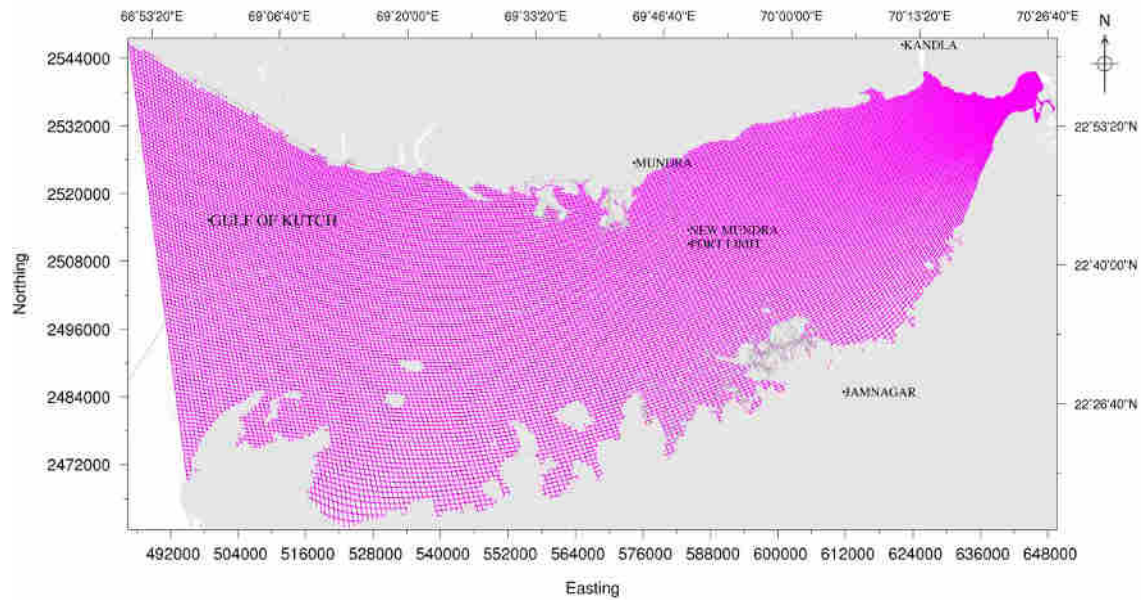 66°53'20"E 69°06'40"E 69°20'00"E 69°33'20"E 69°46'40"E 70°00'00"E 70°13'20"E 70°26'40"E
N
2544000
KANDLA
2532000
22°53'20"N
MUNDRA
2520000
GULF OF KUTCH
NEW MUNDRA
PORT LIMIT
2508000
22°40'00"N
Northing
2496000
2484000
JAMNAGAR
22°26'40"N
2472000
492000 504000 516000 528000 540000 552000 564000 576000 588000 600000 612000 624000 636000 648000
Easting